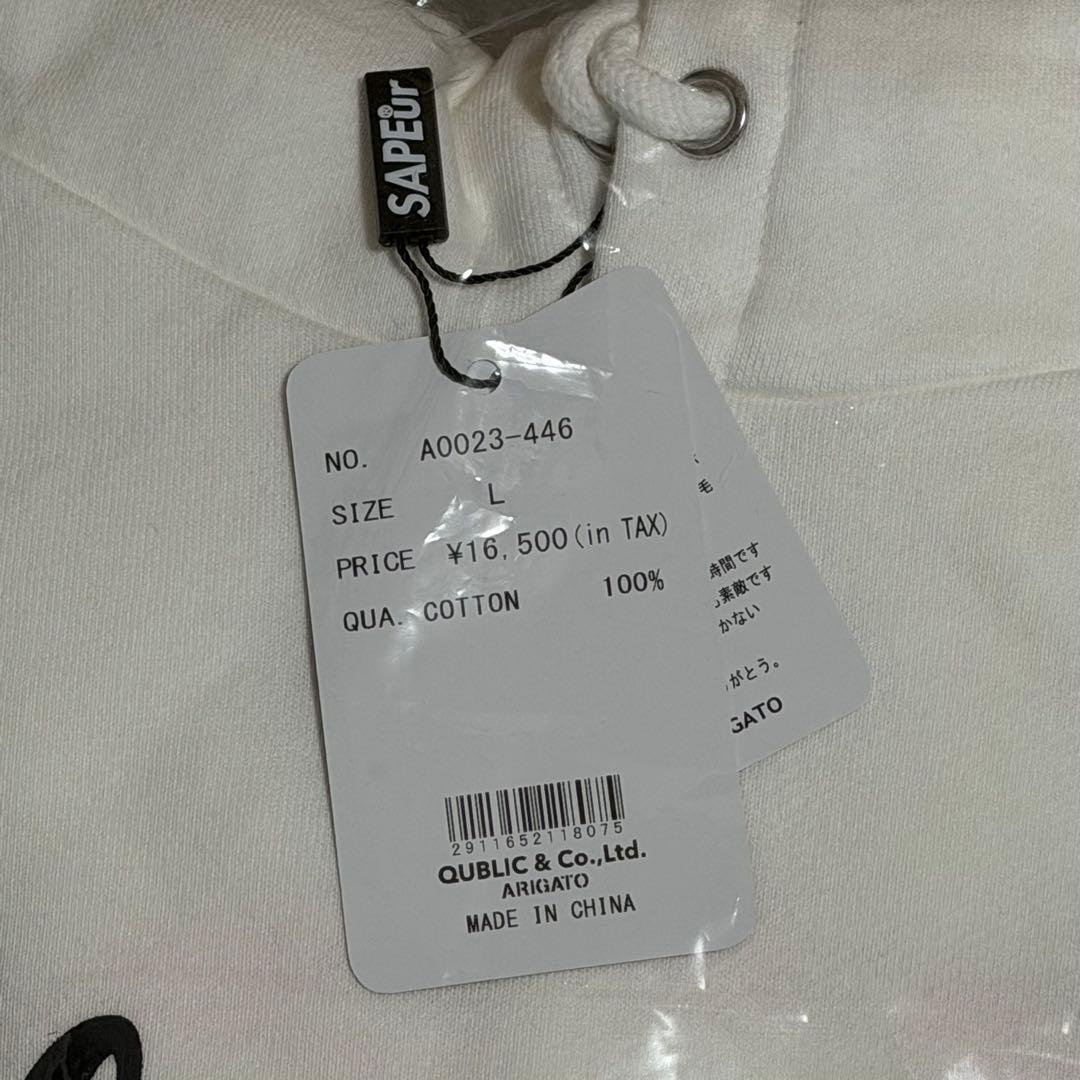 SAPEur
NO. A0023-446
SIZE L
PRICE ¥16,500(in TAX)
QUA. COTTON 100%
2911652118075
QUBLIC & Co.,Ltd.
ARIGATO
MADE IN CHINA
毛
時間です
素敵です
かない
がとう。
GATO